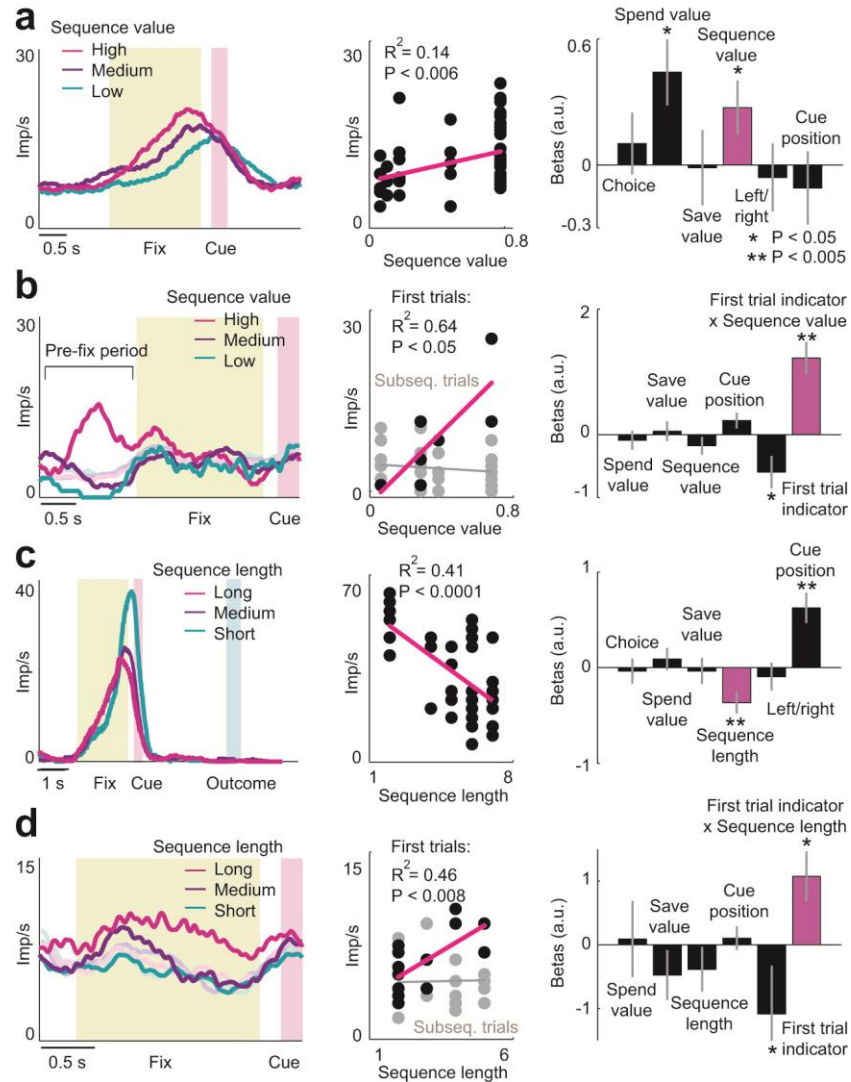 a
Sequence value
High
Medium
Low
30
Imp/s
0
0.5 s
Fix
Cue
30
Imp/s
0
R² = 0.14
P < 0.006
0
0.8
Sequence value
0.6
Betas (a.u.)
0
-0.3
Spend value
*
Sequence
value
*
Cue
position
Choice
Save
value
Left/
right
* P < 0.05
** P < 0.005
b
Sequence value
High
Medium
Low
Pre-fix period
30
Imp/s
0
0.5 s
Fix
Cue
First trials:
R² = 0.64
P < 0.05
Subseq. trials
30
Imp/s
0
0
0.8
Sequence value
2
Betas (a.u.)
0
-1
First trial indicator
x Sequence value
**
Save
value
Cue
position
Spend
value
Sequence
value
*
First trial
indicator
c
Sequence length
Long
Medium
Short
40
Imp/s
0
1 s
Fix
Cue
Outcome
70
Imp/s
0
R² = 0.41
P < 0.0001
1
8
Sequence length
1
Betas (a.u.)
0
-1
Cue
position
**
Choice
Save
value
Spend
value
**
Sequence
length
Left/right
d
Sequence length
Long
Medium
Short
15
Imp/s
0
0.5 s
Fix
Cue
First trials:
R² = 0.46
P < 0.008
Subseq. trials
15
Imp/s
0
1
6
Sequence length
First trial indicator
x Sequence length
*
1
Betas (a.u.)
0
-1
Save
value
Cue
position
Spend
value
Sequence
length
* First trial
indicator